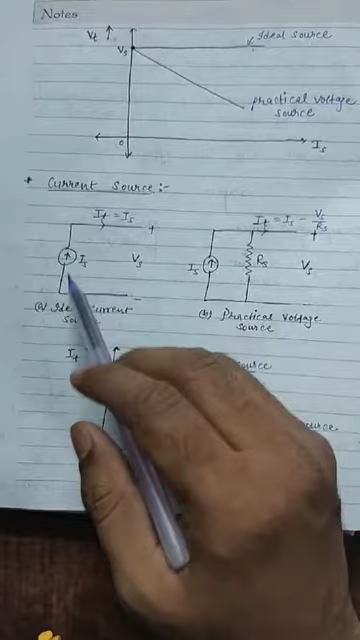 Notes
Vt ↑
Ideal source
Vs
practical voltage
source
0
Is
* Current Source:-
It = Is
It = Is - Vs/Rs
+
+
Is
Vs
Is
Rs
Vs
-
(a) Ideal current
(b) Practical Voltage
source
It